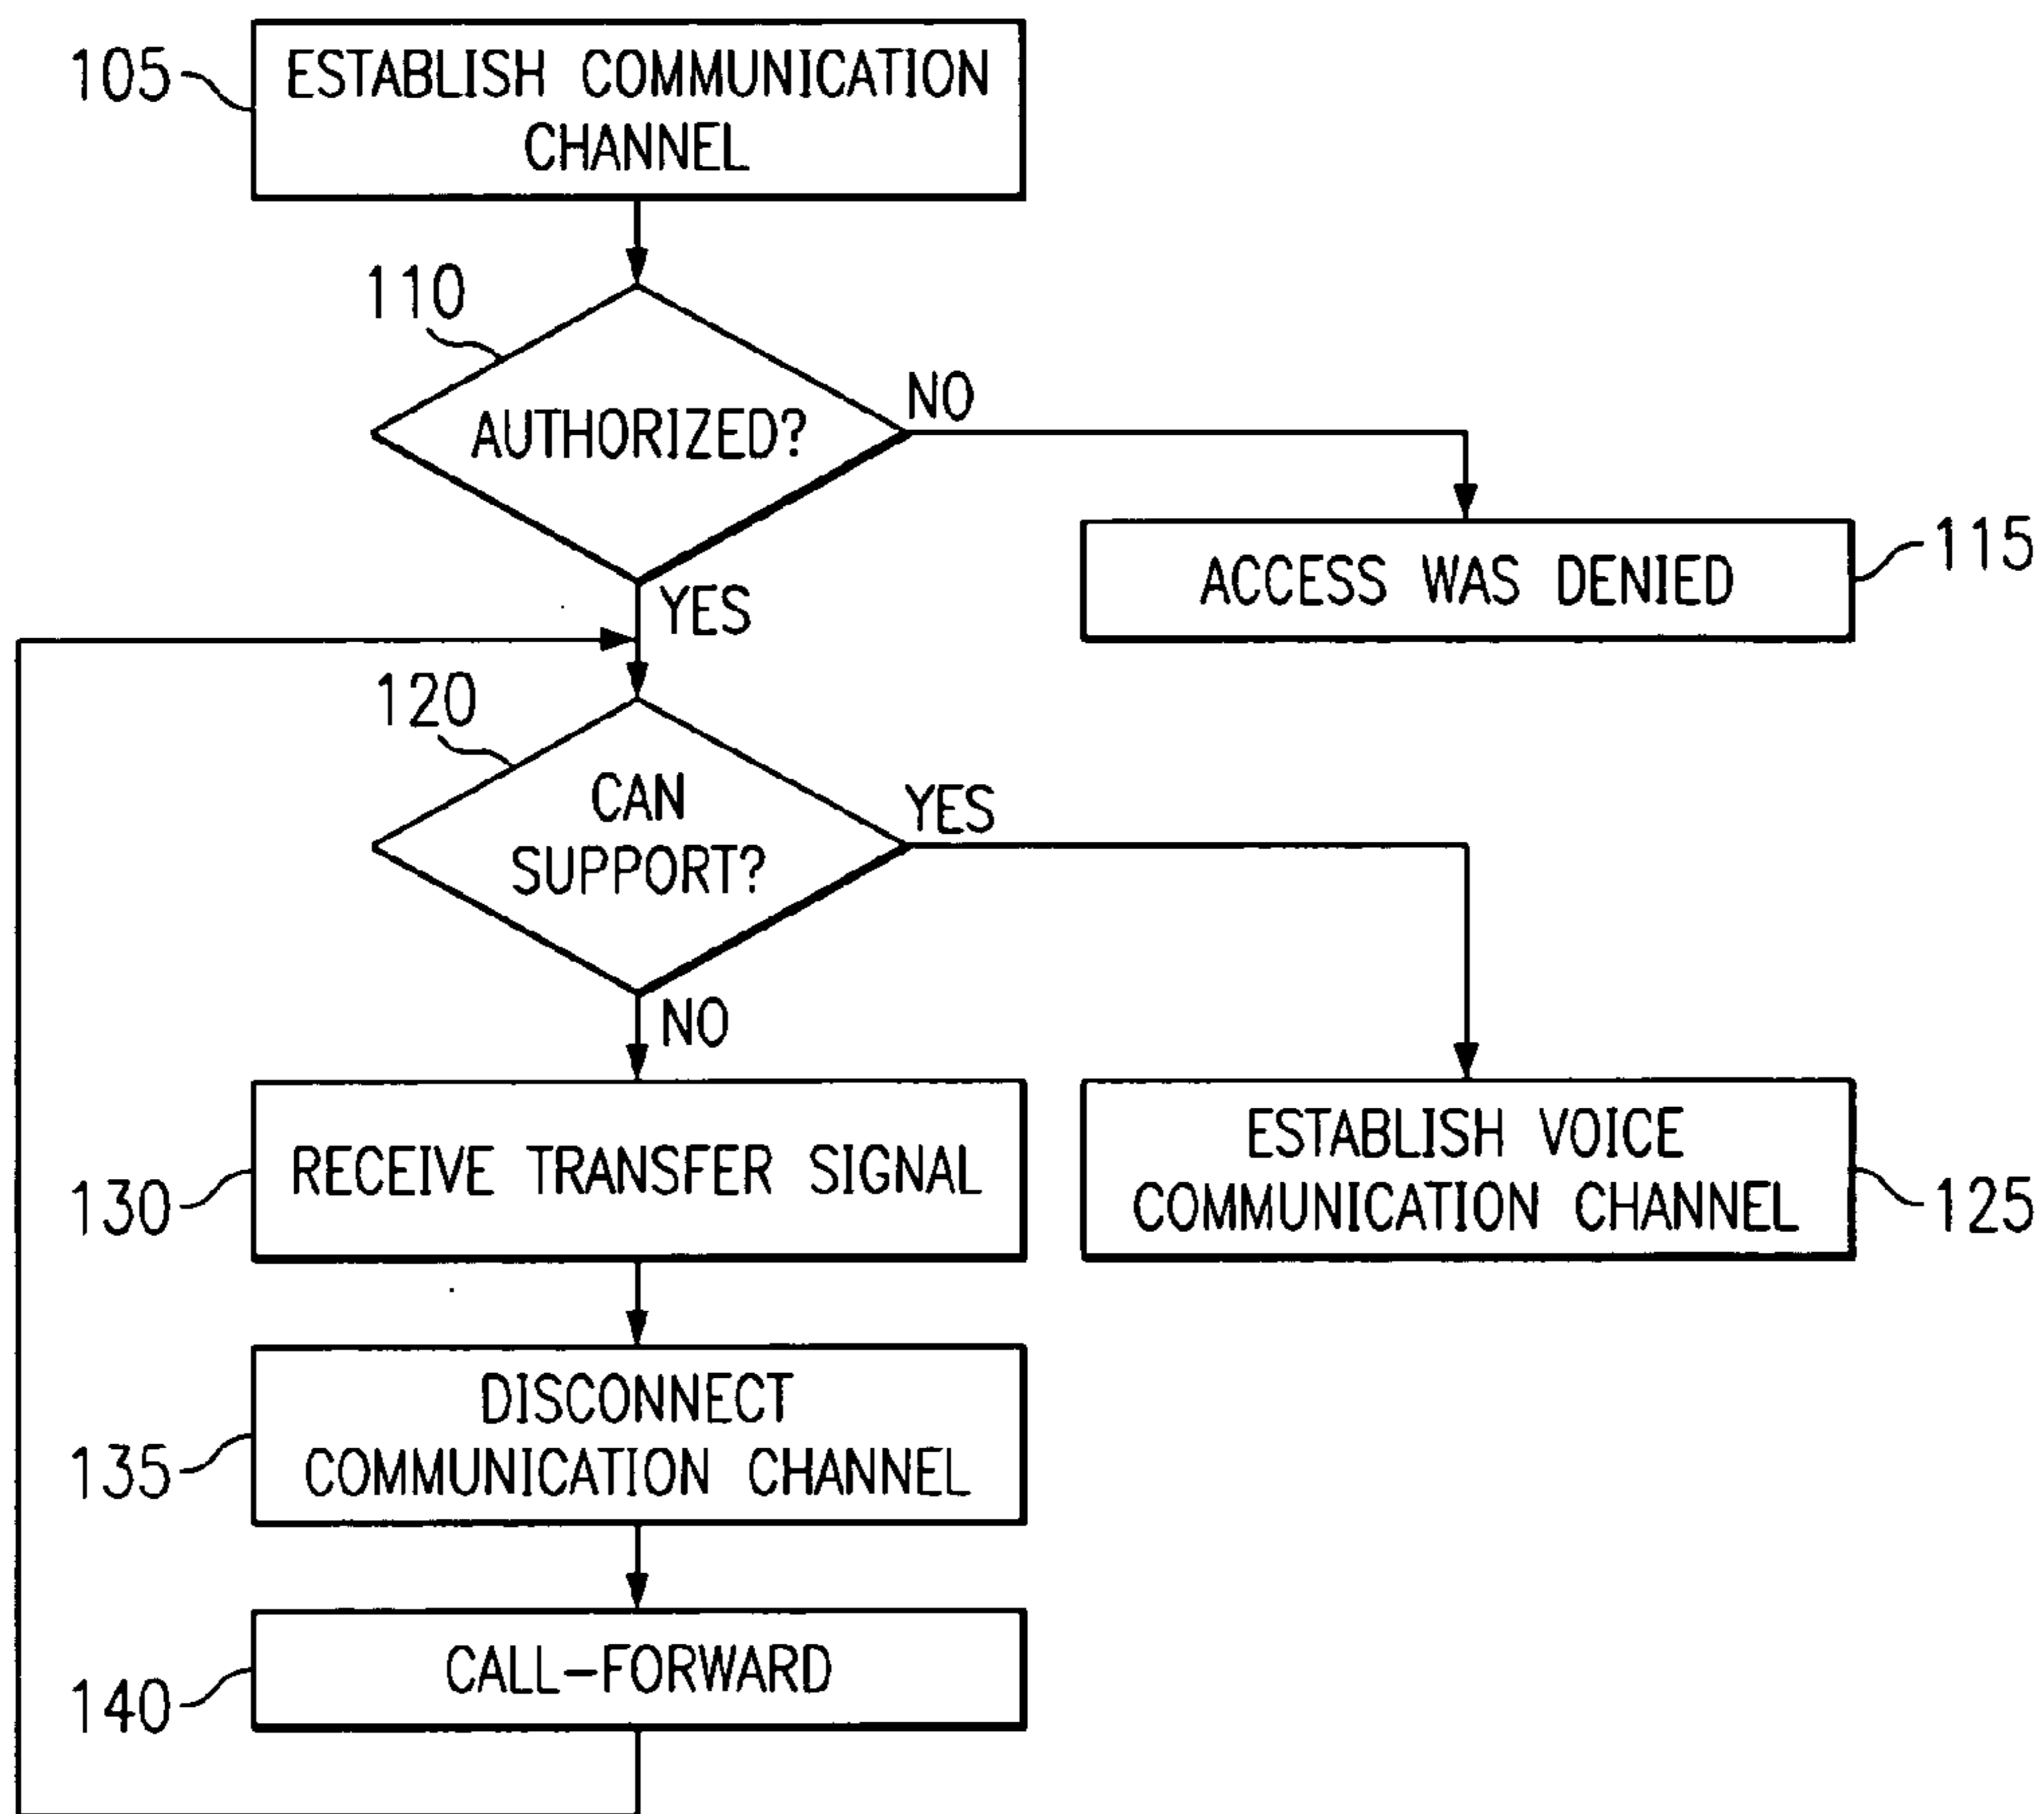 105
ESTABLISH COMMUNICATION
CHANNEL
110
AUTHORIZED?
NO
ACCESS WAS DENIED
115
YES
120
CAN
SUPPORT?
YES
NO
130
RECEIVE TRANSFER SIGNAL
ESTABLISH VOICE
COMMUNICATION CHANNEL
125
135
DISCONNECT
COMMUNICATION CHANNEL
140
CALL-FORWARD